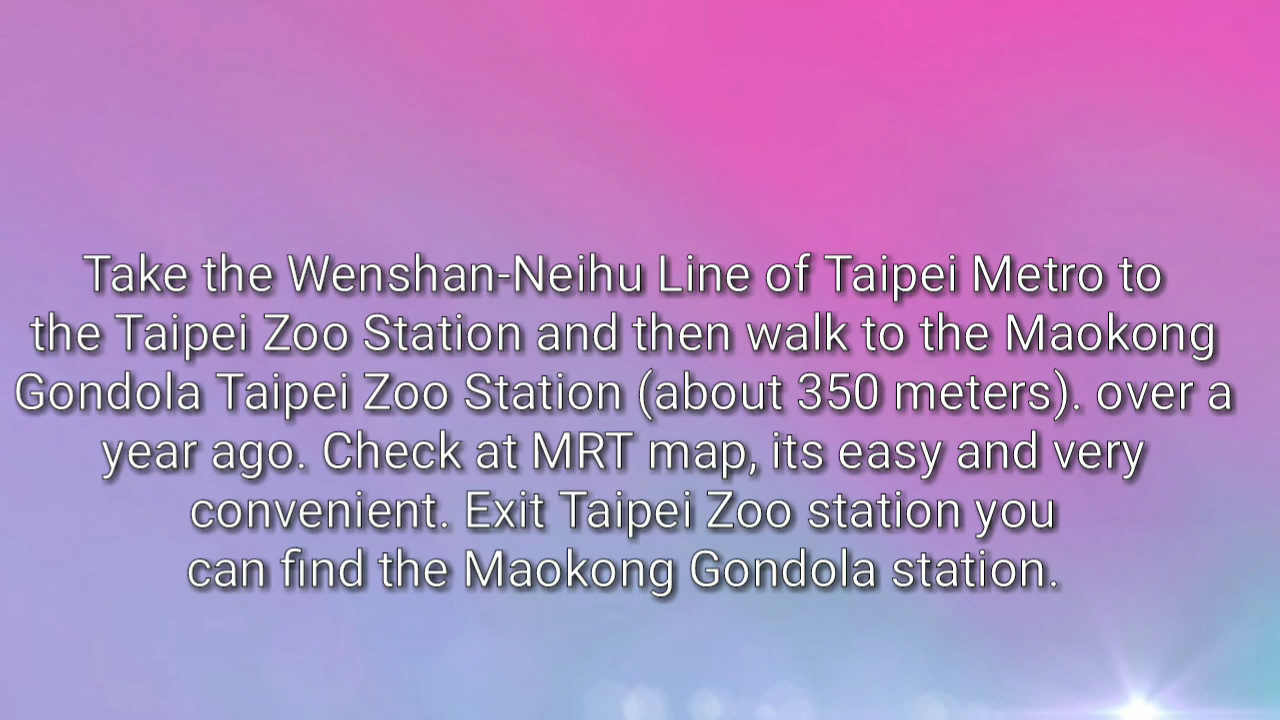 Take the Wenshan-Neihu Line of Taipei Metro to
the Taipei Zoo Station and then walk to the Maokong
Gondola Taipei Zoo Station (about 350 meters). over a
year ago. Check at MRT map, its easy and very
convenient. Exit Taipei Zoo station you
can find the Maokong Gondola station.